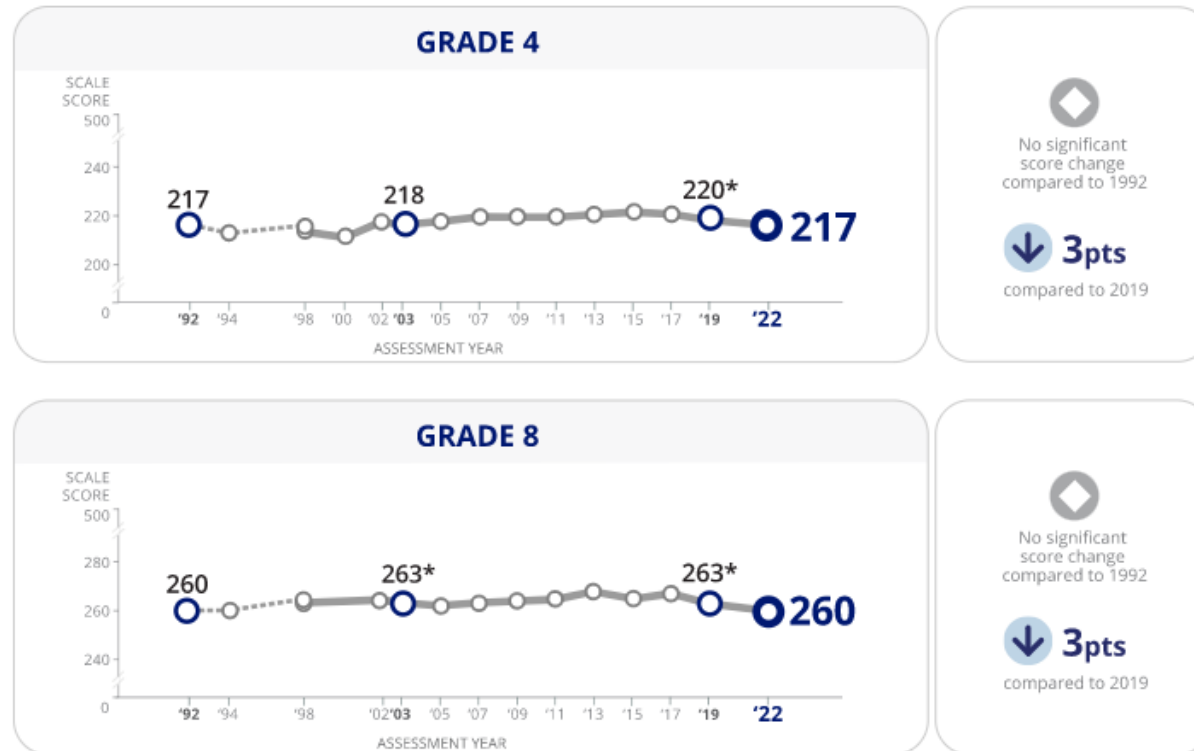 GRADE 4
SCALE
SCORE
500
240
220
200
0
217
218
220*
217
'92 '94 '98 '00 '02 '03 '05 '07 '09 '11 '13 '15 '17 '19 '22
ASSESSMENT YEAR
No significant
score change
compared to 1992
3pts
compared to 2019
GRADE 8
SCALE
SCORE
500
280
260
240
0
260
263*
263*
260
'92 '94 '98 '02 '03 '05 '07 '09 '11 '13 '15 '17 '19 '22
ASSESSMENT YEAR
No significant
score change
compared to 1992
3pts
compared to 2019